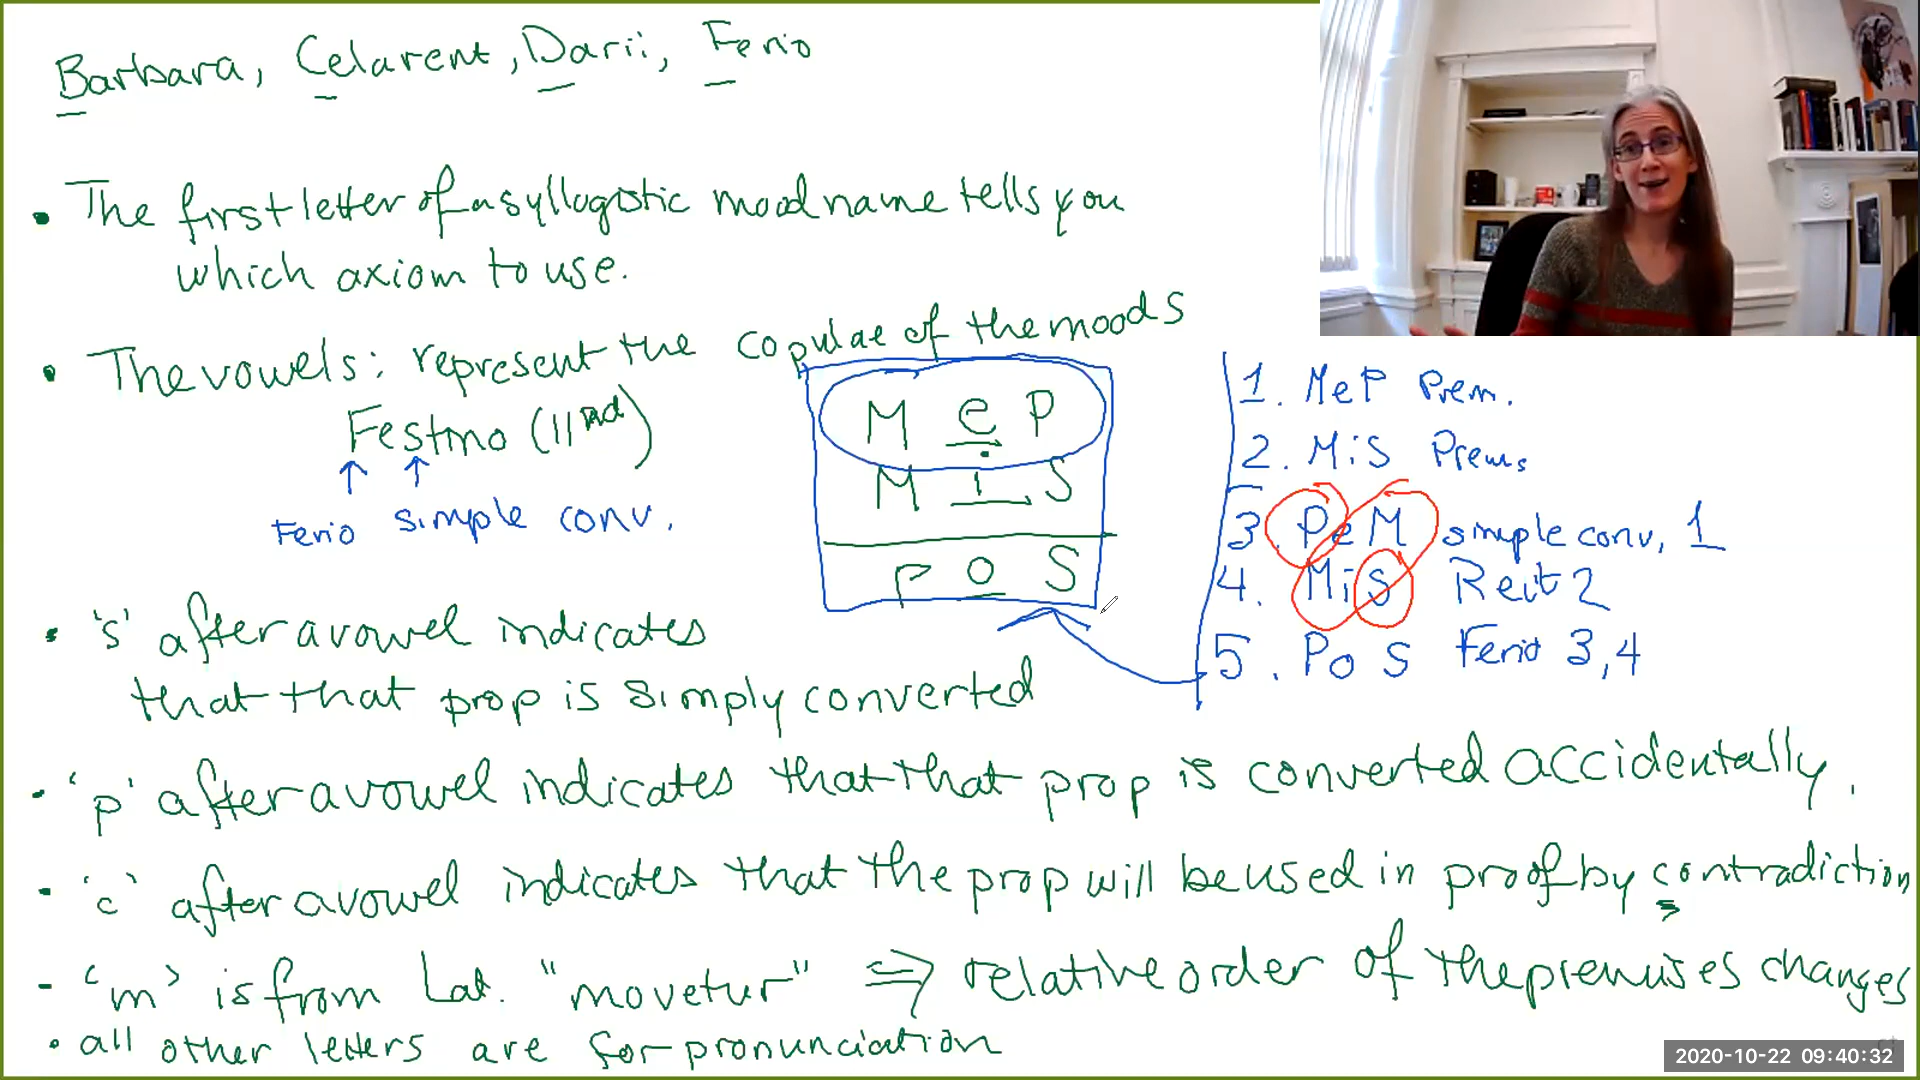 Barbara, Celarent, Darii, Ferio
• The first letter of a syllogistic mood name tells you
which axiom to use.
• The vowels: represent the copulae of the moods
Festino (IInd)
↑ ↑
Ferio simple conv.
M e P
M i S
P o S
1. MeP Prem.
2. MiS Prem.
3. PeM simple conv, 1
4. MiS Reit 2
5. PoS Ferio 3,4
• 's' after a vowel indicates
that that prop is simply converted
• 'p' after a vowel indicates that that prop is converted accidentally.
• 'c' after a vowel indicates that the prop will be used in proof by contradiction
• 'm' is from Lat. "movetur" ⇒ relative order of the premises changes
• all other letters are for pronunciation
2020-10-22 09:40:32